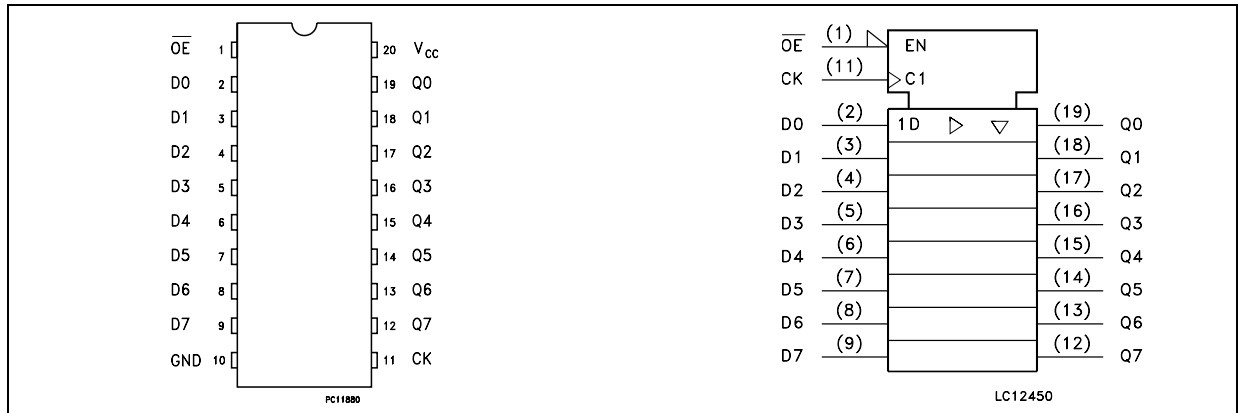 OE 1 20 VCC
D0 2 19 Q0
D1 3 18 Q1
D2 4 17 Q2
D3 5 16 Q3
D4 6 15 Q4
D5 7 14 Q5
D6 8 13 Q6
D7 9 12 Q7
GND 10 11 CK
PC11880
OE (1) EN
CK (11) C1
D0 (2) 1D (19) Q0
D1 (3) (18) Q1
D2 (4) (17) Q2
D3 (5) (16) Q3
D4 (6) (15) Q4
D5 (7) (14) Q5
D6 (8) (13) Q6
D7 (9) (12) Q7
LC12450